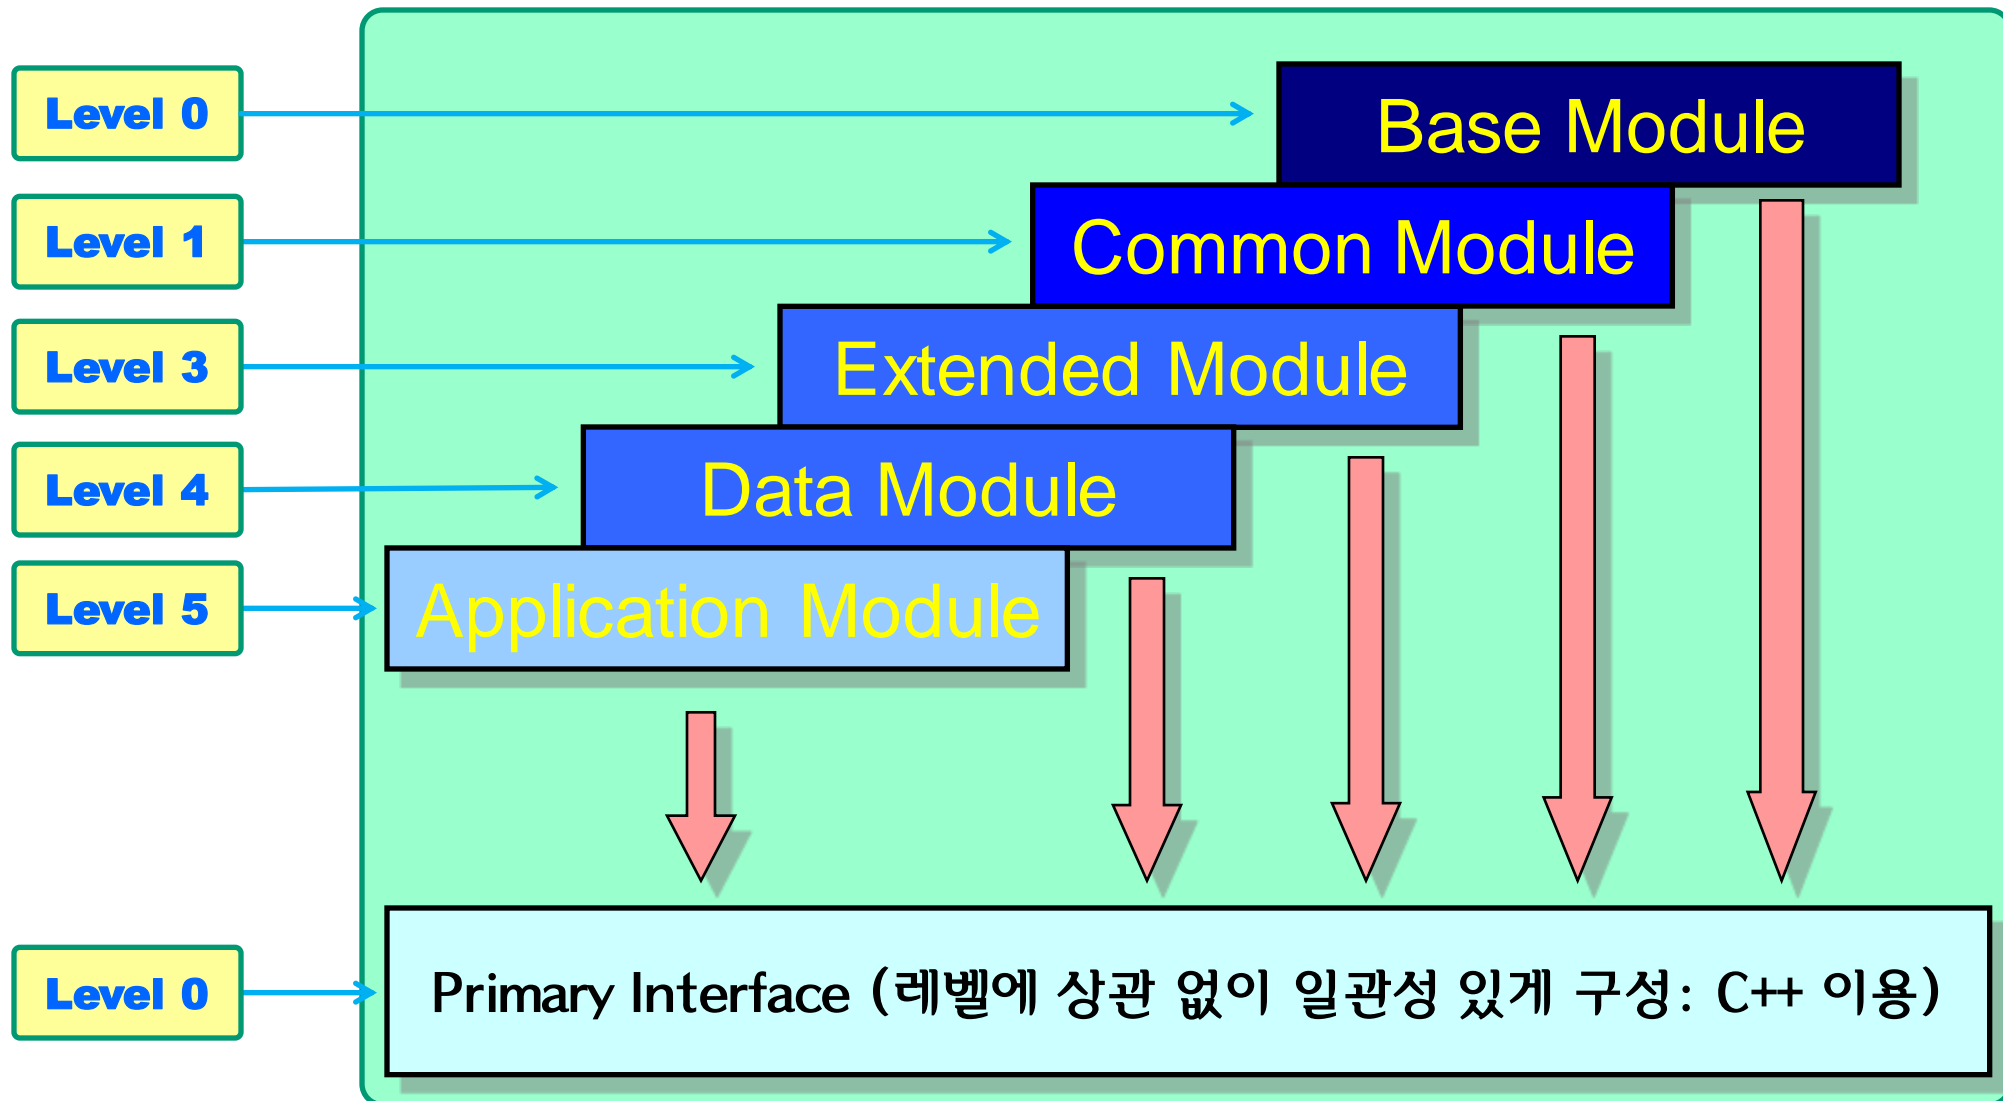 Level 0
Base Module
Level 1
Common Module
Level 3
Extended Module
Level 4
Data Module
Level 5
Application Module
Level 0
Primary Interface (레벨에 상관 없이 일관성 있게 구성: C++ 이용)